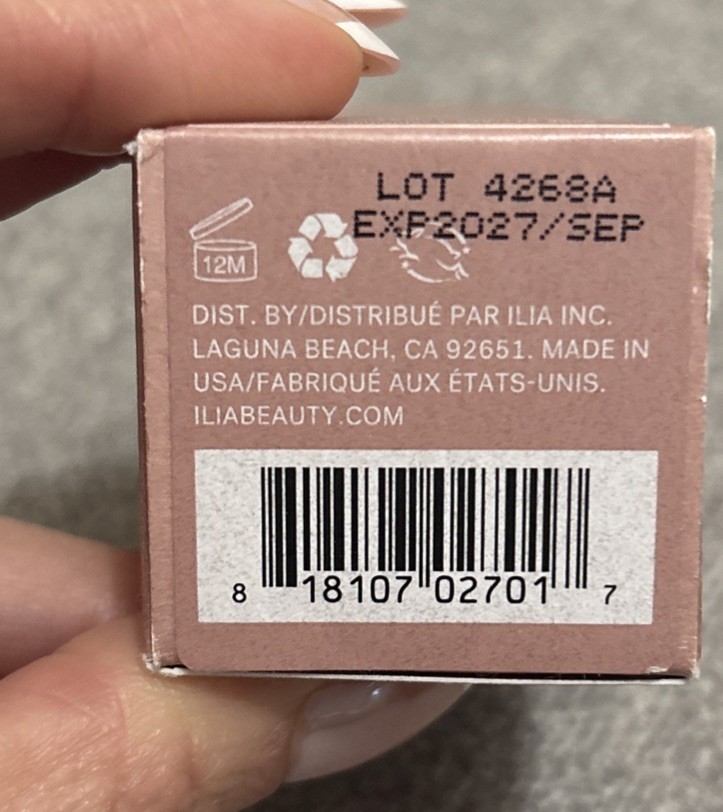 LOT 4268A
EXP2027/SEP
12M
DIST. BY/DISTRIBUÉ PAR ILIA INC.
LAGUNA BEACH, CA 92651. MADE IN
USA/FABRIQUÉ AUX ÉTATS-UNIS.
ILIABEAUTY.COM
8 18107 02701 7